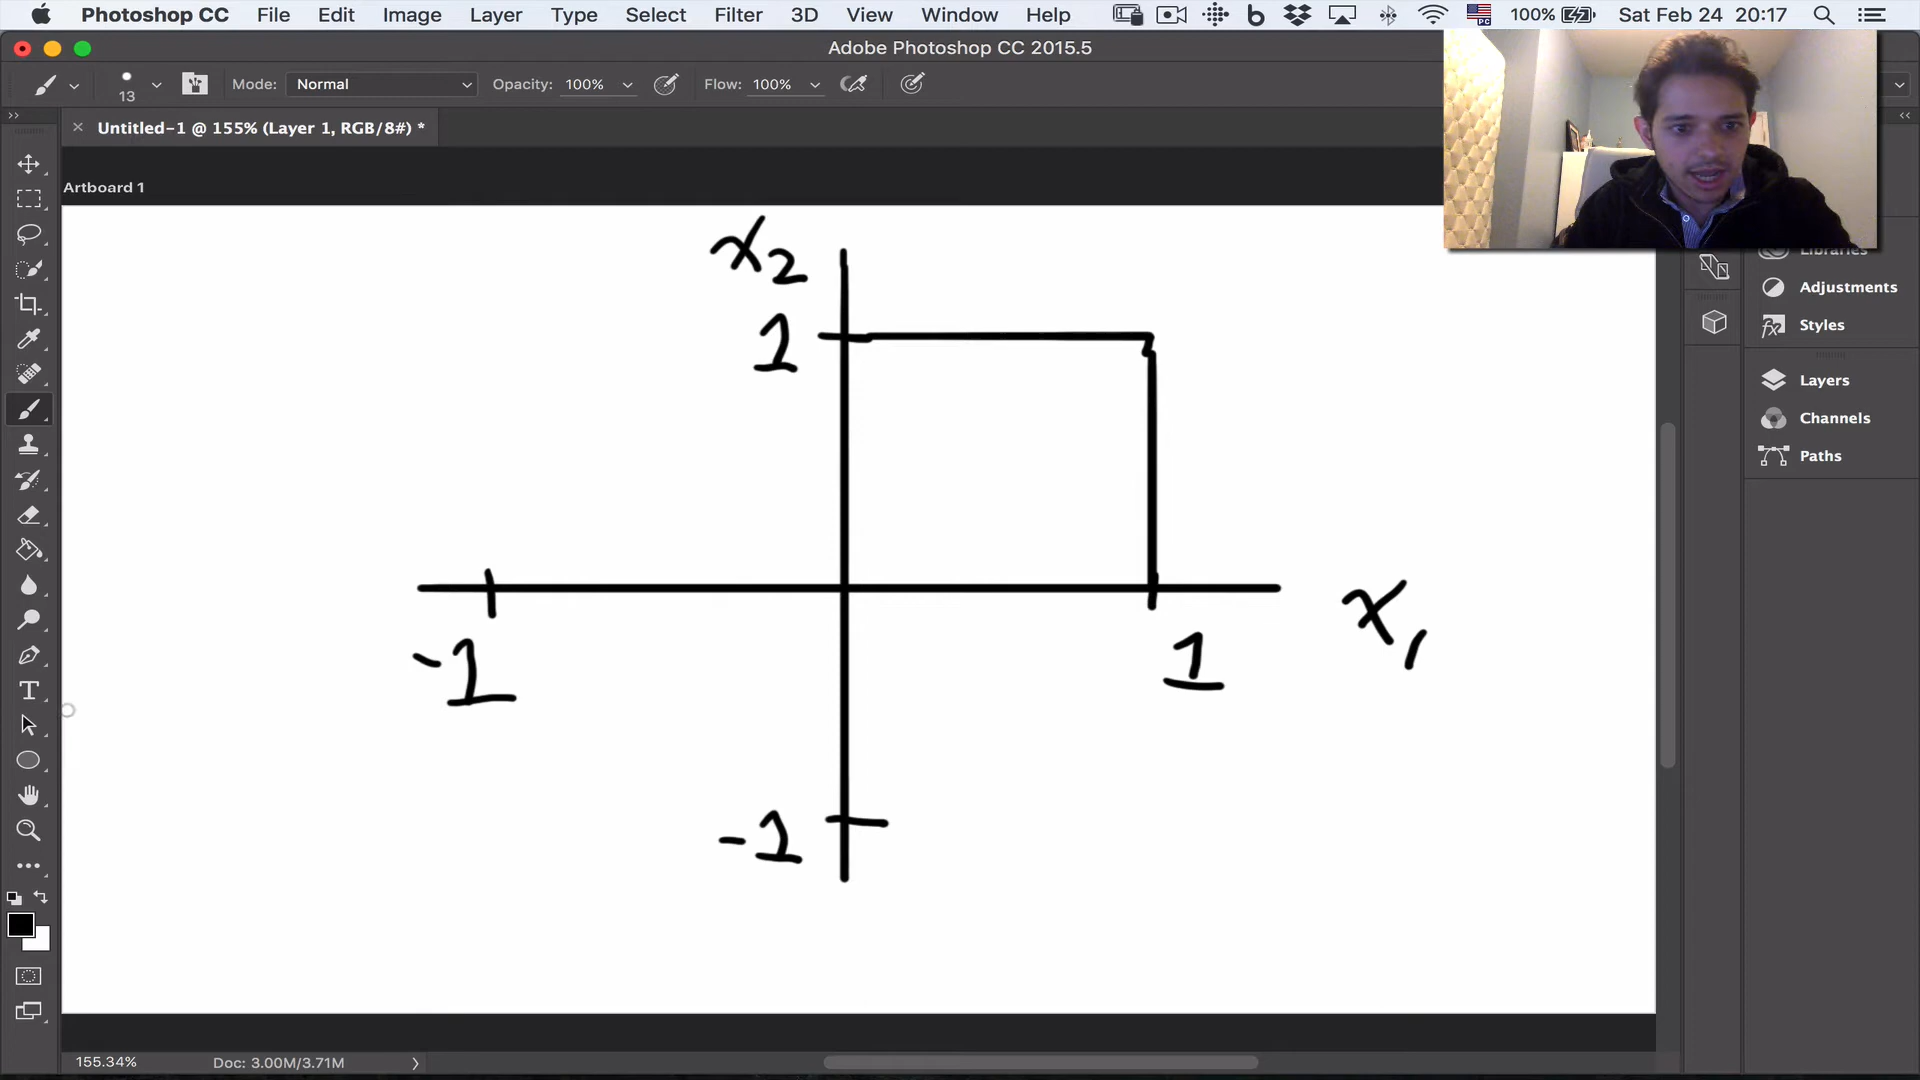 Photoshop CC File Edit Image Layer Type Select Filter 3D View Window Help 100% Sat Feb 24 20:17
Adobe Photoshop CC 2015.5
13 Mode: Normal Opacity: 100% Flow: 100%
Untitled-1 @ 155% (Layer 1, RGB/8#) *
Artboard 1
Libraries
Adjustments
Styles
Layers
Channels
Paths
x2
1
x1
-1
1
-1
155.34% Doc: 3.00M/3.71M